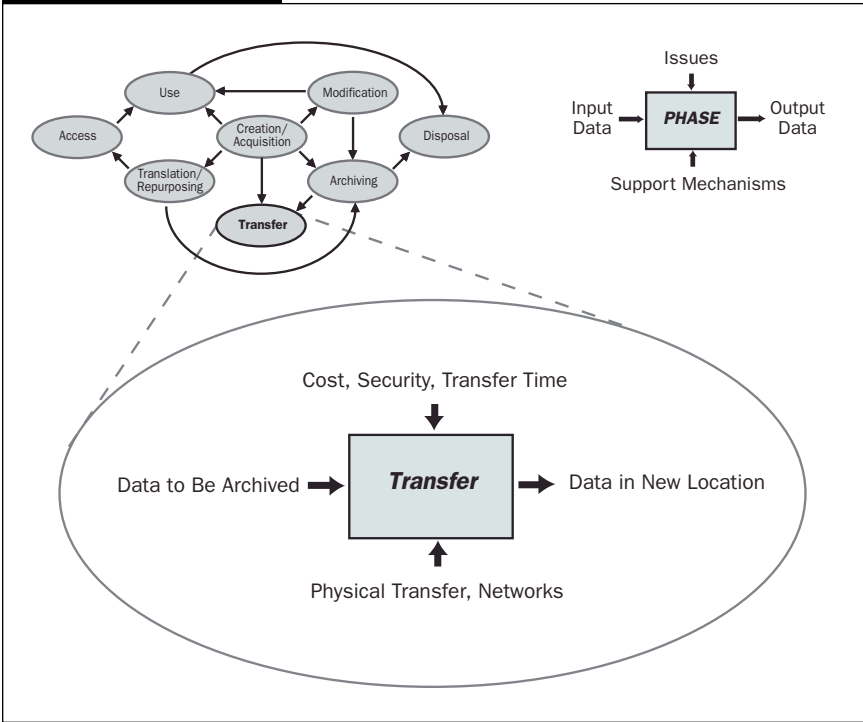 Use
Modification
Access
Creation/
Acquisition
Disposal
Translation/
Repurposing
Archiving
Transfer
Issues
Input
Data
PHASE
Output
Data
Support Mechanisms
Cost, Security, Transfer Time
Data to Be Archived
Transfer
Data in New Location
Physical Transfer, Networks